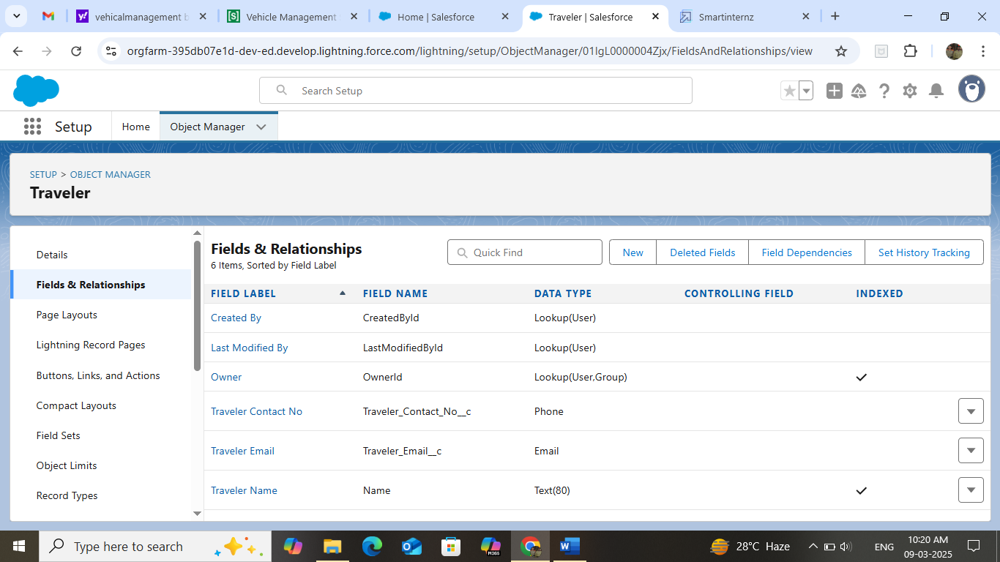 vehicalmanagement b
Vehicle Management
Home | Salesforce
Traveler | Salesforce
Smartinternz
orgfarm-395db07e1d-dev-ed.develop.lightning.force.com/lightning/setup/ObjectManager/01IgL0000004Zjx/FieldsAndRelationships/view
Search Setup
Setup
Home
Object Manager
SETUP > OBJECT MANAGER
Traveler
Details
Fields & Relationships
Page Layouts
Lightning Record Pages
Buttons, Links, and Actions
Compact Layouts
Field Sets
Object Limits
Record Types
Fields & Relationships
6 Items, Sorted by Field Label
Quick Find
New
Deleted Fields
Field Dependencies
Set History Tracking
FIELD LABEL FIELD NAME DATA TYPE CONTROLLING FIELD INDEXED
Created By CreatedById Lookup(User)
Last Modified By LastModifiedById Lookup(User)
Owner OwnerId Lookup(User,Group)
Traveler Contact No Traveler_Contact_No__c Phone
Traveler Email Traveler_Email__c Email
Traveler Name Name Text(80)
Type here to search
M365
28°C Haze
ENG
10:20 AM
09-03-2025